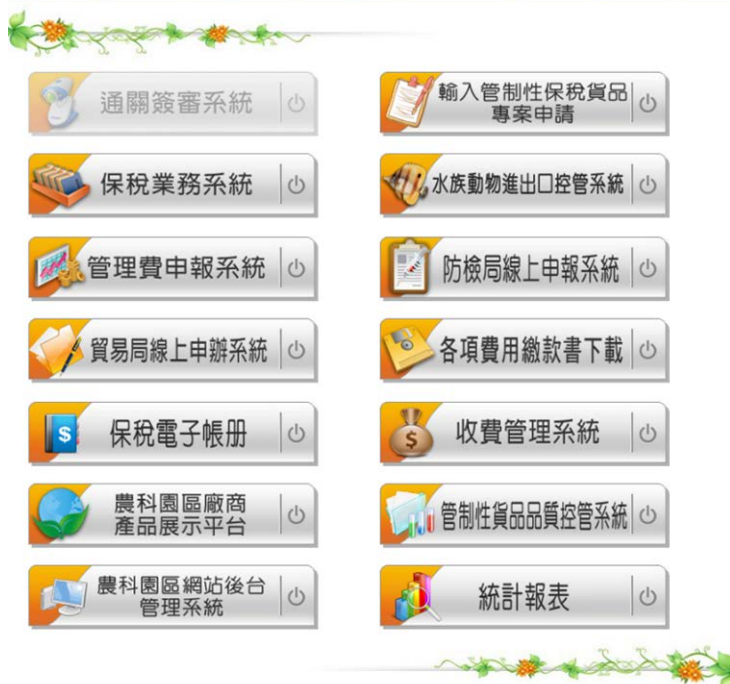 通關簽審系統
輸入管制性保稅貨品
專案申請
保稅業務系統
水族動物進出口控管系統
管理費申報系統
防檢局線上申報系統
貿易局線上申辦系統
各項費用繳款書下載
保稅電子帳册
收費管理系統
農科園區廠商
產品展示平台
管制性貨品品質控管系統
農科園區網站後台
管理系統
統計報表